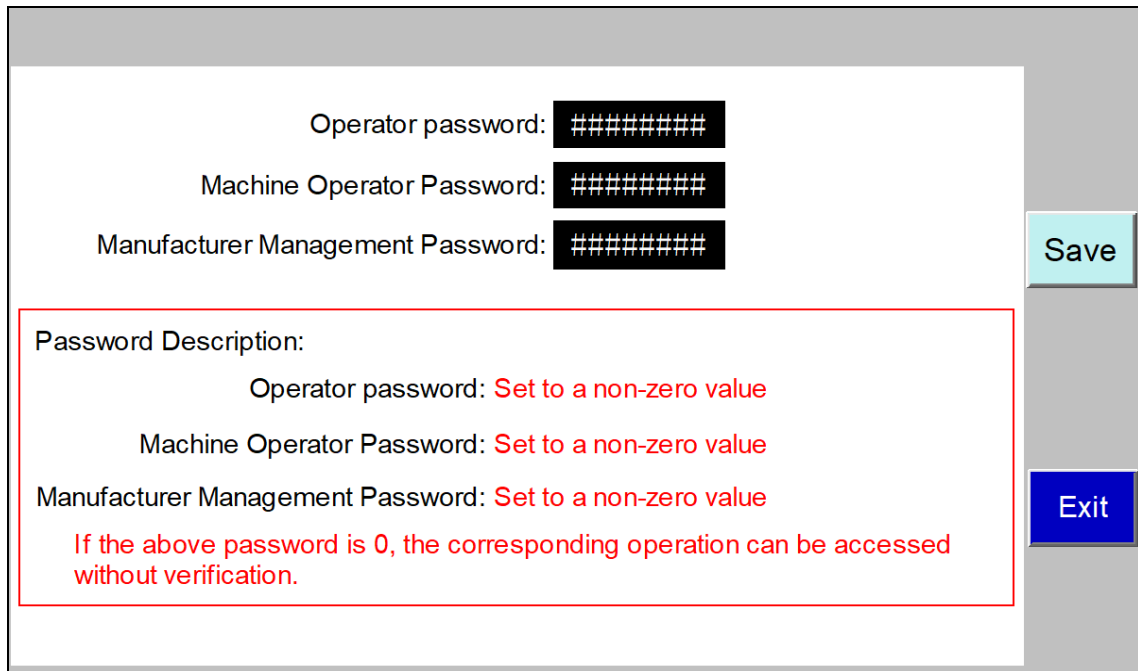 Operator password: ########
Machine Operator Password: ########
Manufacturer Management Password: ########
Save
Password Description:
Operator password: Set to a non-zero value
Machine Operator Password: Set to a non-zero value
Manufacturer Management Password: Set to a non-zero value
Exit
If the above password is 0, the corresponding operation can be accessed
without verification.